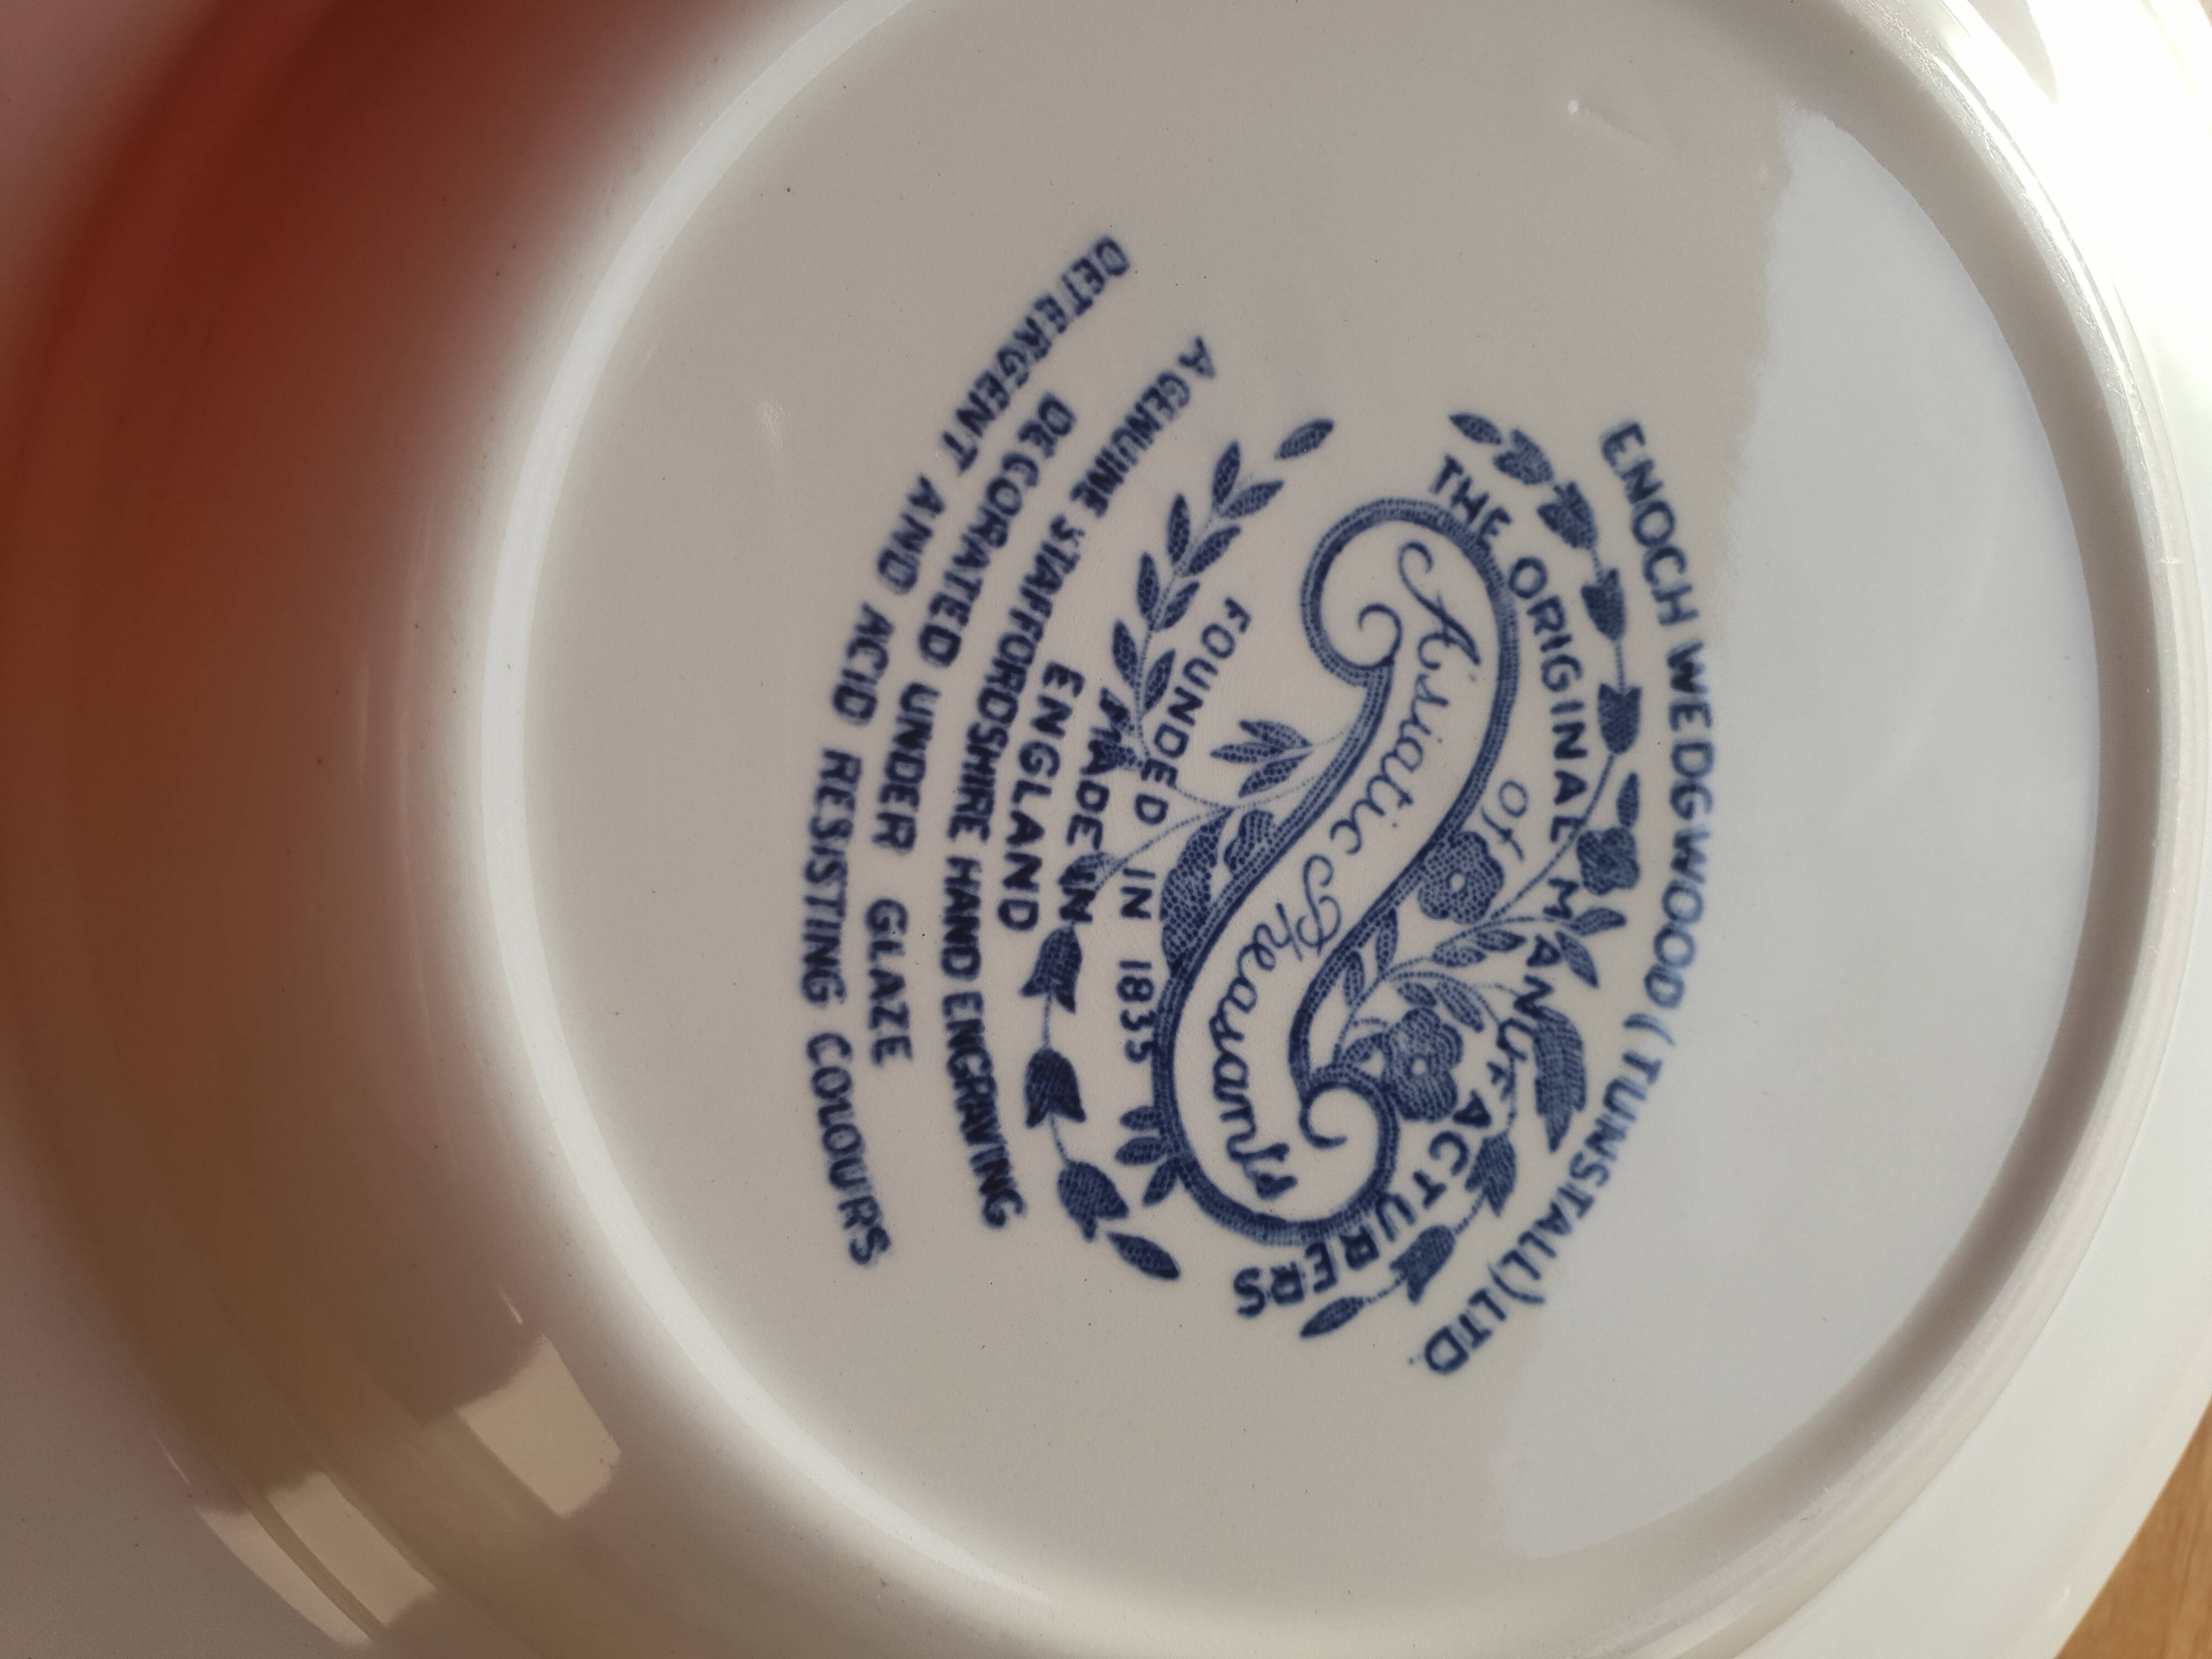 ENOCH WEDGWOOD (TUNSTALL) LTD.
THE ORIGINAL MANUFACTURERS
Of
Asiatic Pheasants
FOUNDED IN 1835
MADE IN
ENGLAND
A GENUINE STAFFORDSHIRE HAND ENGRAVING
DECORATED UNDER GLAZE
DETERGENT AND ACID RESISTING COLOURS